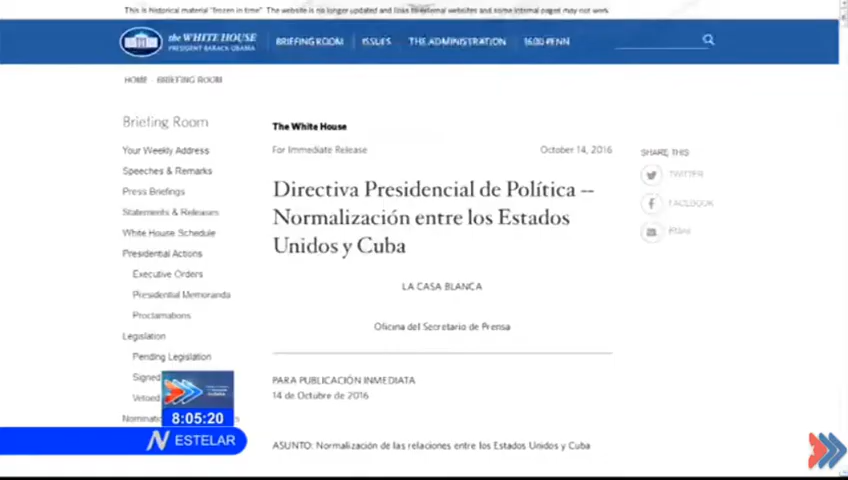 This is historical material "frozen in time". The website is no longer updated and links to external websites and some internal pages may not work.
the WHITE HOUSE
PRESIDENT BARACK OBAMA
BRIEFING ROOM
ISSUES
THE ADMINISTRATION
1600 PENN
HOME · BRIEFING ROOM
Briefing Room
Your Weekly Address
Speeches & Remarks
Press Briefings
Statements & Releases
White House Schedule
Presidential Actions
Executive Orders
Presidential Memoranda
Proclamations
Legislation
Pending Legislation
Signed
Vetoed
The White House
For Immediate Release
October 14, 2016
Directiva Presidencial de Política --
Normalización entre los Estados
Unidos y Cuba
LA CASA BLANCA
Oficina del Secretario de Prensa
PARA PUBLICACIÓN INMEDIATA
14 de Octubre de 2016
ASUNTO: Normalización de las relaciones entre los Estados Unidos y Cuba
SHARE THIS:
TWITTER
FACEBOOK
EMAIL
8:05:20
N ESTELAR